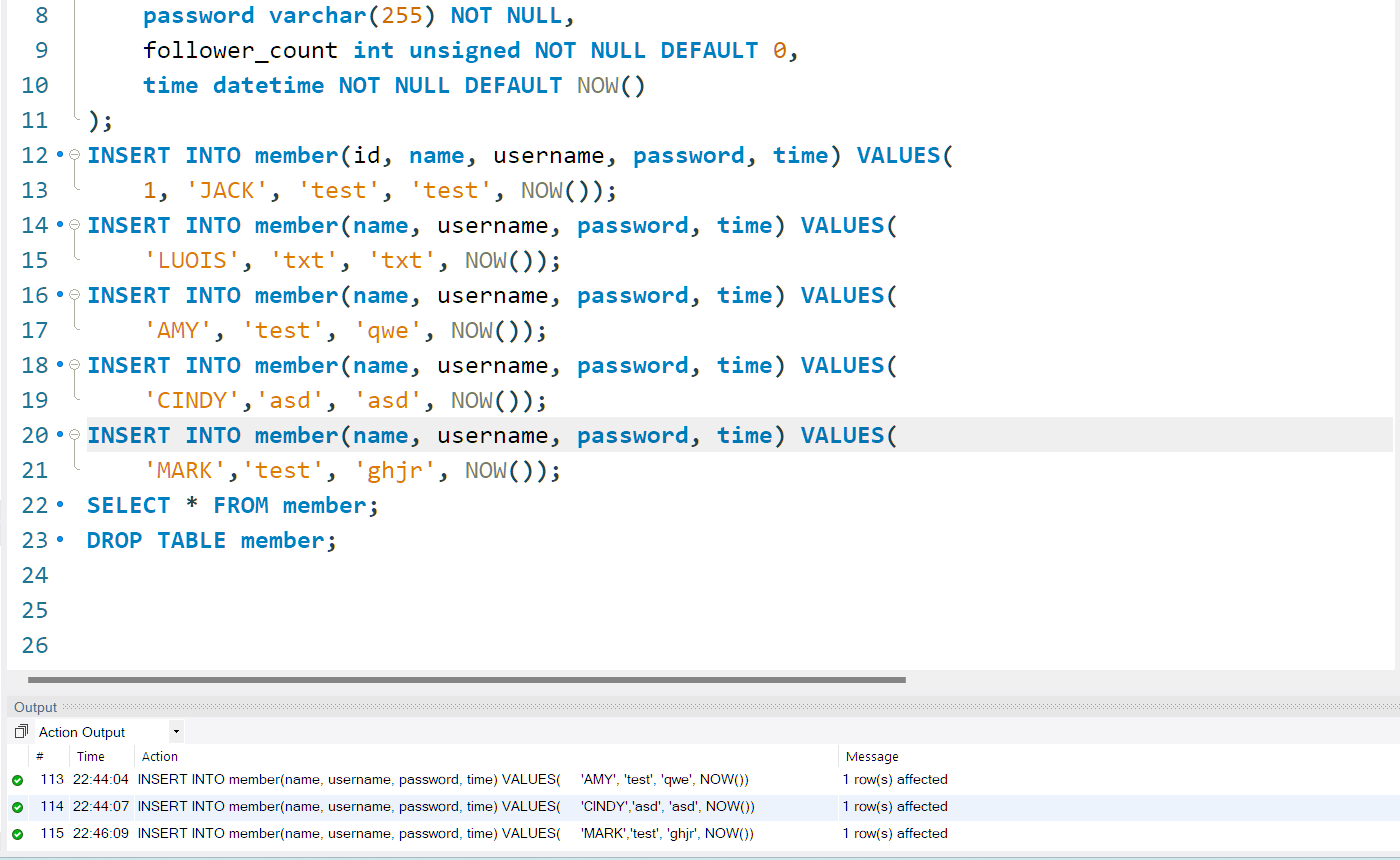 8 password varchar(255) NOT NULL,
9 follower_count int unsigned NOT NULL DEFAULT 0,
10 time datetime NOT NULL DEFAULT NOW()
11 );
12 INSERT INTO member(id, name, username, password, time) VALUES(
13 1, 'JACK', 'test', 'test', NOW());
14 INSERT INTO member(name, username, password, time) VALUES(
15 'LUOIS', 'txt', 'txt', NOW());
16 INSERT INTO member(name, username, password, time) VALUES(
17 'AMY', 'test', 'qwe', NOW());
18 INSERT INTO member(name, username, password, time) VALUES(
19 'CINDY','asd', 'asd', NOW());
20 INSERT INTO member(name, username, password, time) VALUES(
21 'MARK','test', 'ghjr', NOW());
22 SELECT * FROM member;
23 DROP TABLE member;
24
25
26
Output
Action Output
# Time Action Message
113 22:44:04 INSERT INTO member(name, username, password, time) VALUES( 'AMY', 'test', 'qwe', NOW()) 1 row(s) affected
114 22:44:07 INSERT INTO member(name, username, password, time) VALUES( 'CINDY','asd', 'asd', NOW()) 1 row(s) affected
115 22:46:09 INSERT INTO member(name, username, password, time) VALUES( 'MARK','test', 'ghjr', NOW()) 1 row(s) affected